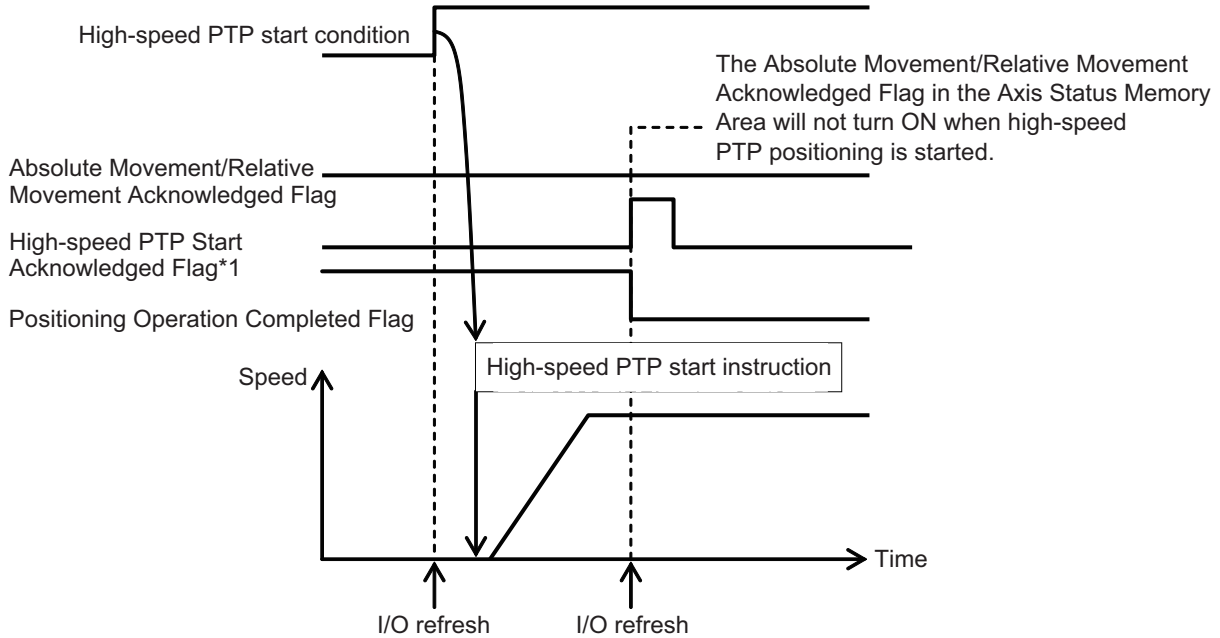 High-speed PTP start condition
The Absolute Movement/Relative Movement
Acknowledged Flag in the Axis Status Memory
Area will not turn ON when high-speed
PTP positioning is started.
Absolute Movement/Relative
Movement Acknowledged Flag
High-speed PTP Start
Acknowledged Flag*1
Positioning Operation Completed Flag
High-speed PTP start instruction
Speed
Time
I/O refresh
I/O refresh